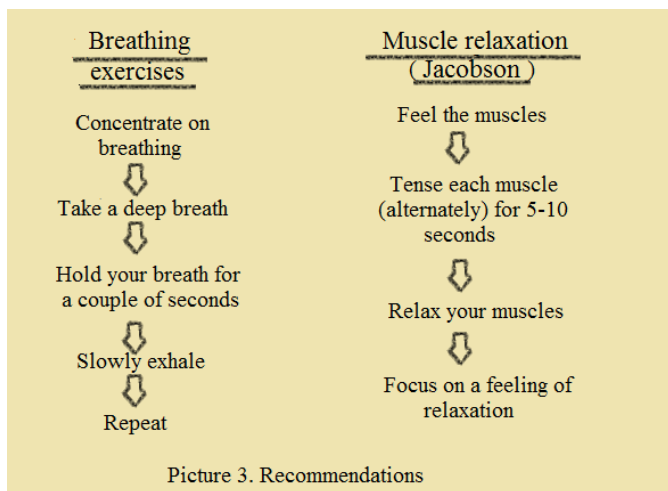 Breathing
exercises
Concentrate on
breathing
Take a deep breath
Hold your breath for
a couple of seconds
Slowly exhale
Repeat
Muscle relaxation
( Jacobson )
Feel the muscles
Tense each muscle
(alternately) for 5-10
seconds
Relax your muscles
Focus on a feeling of
relaxation
Picture 3. Recommendations